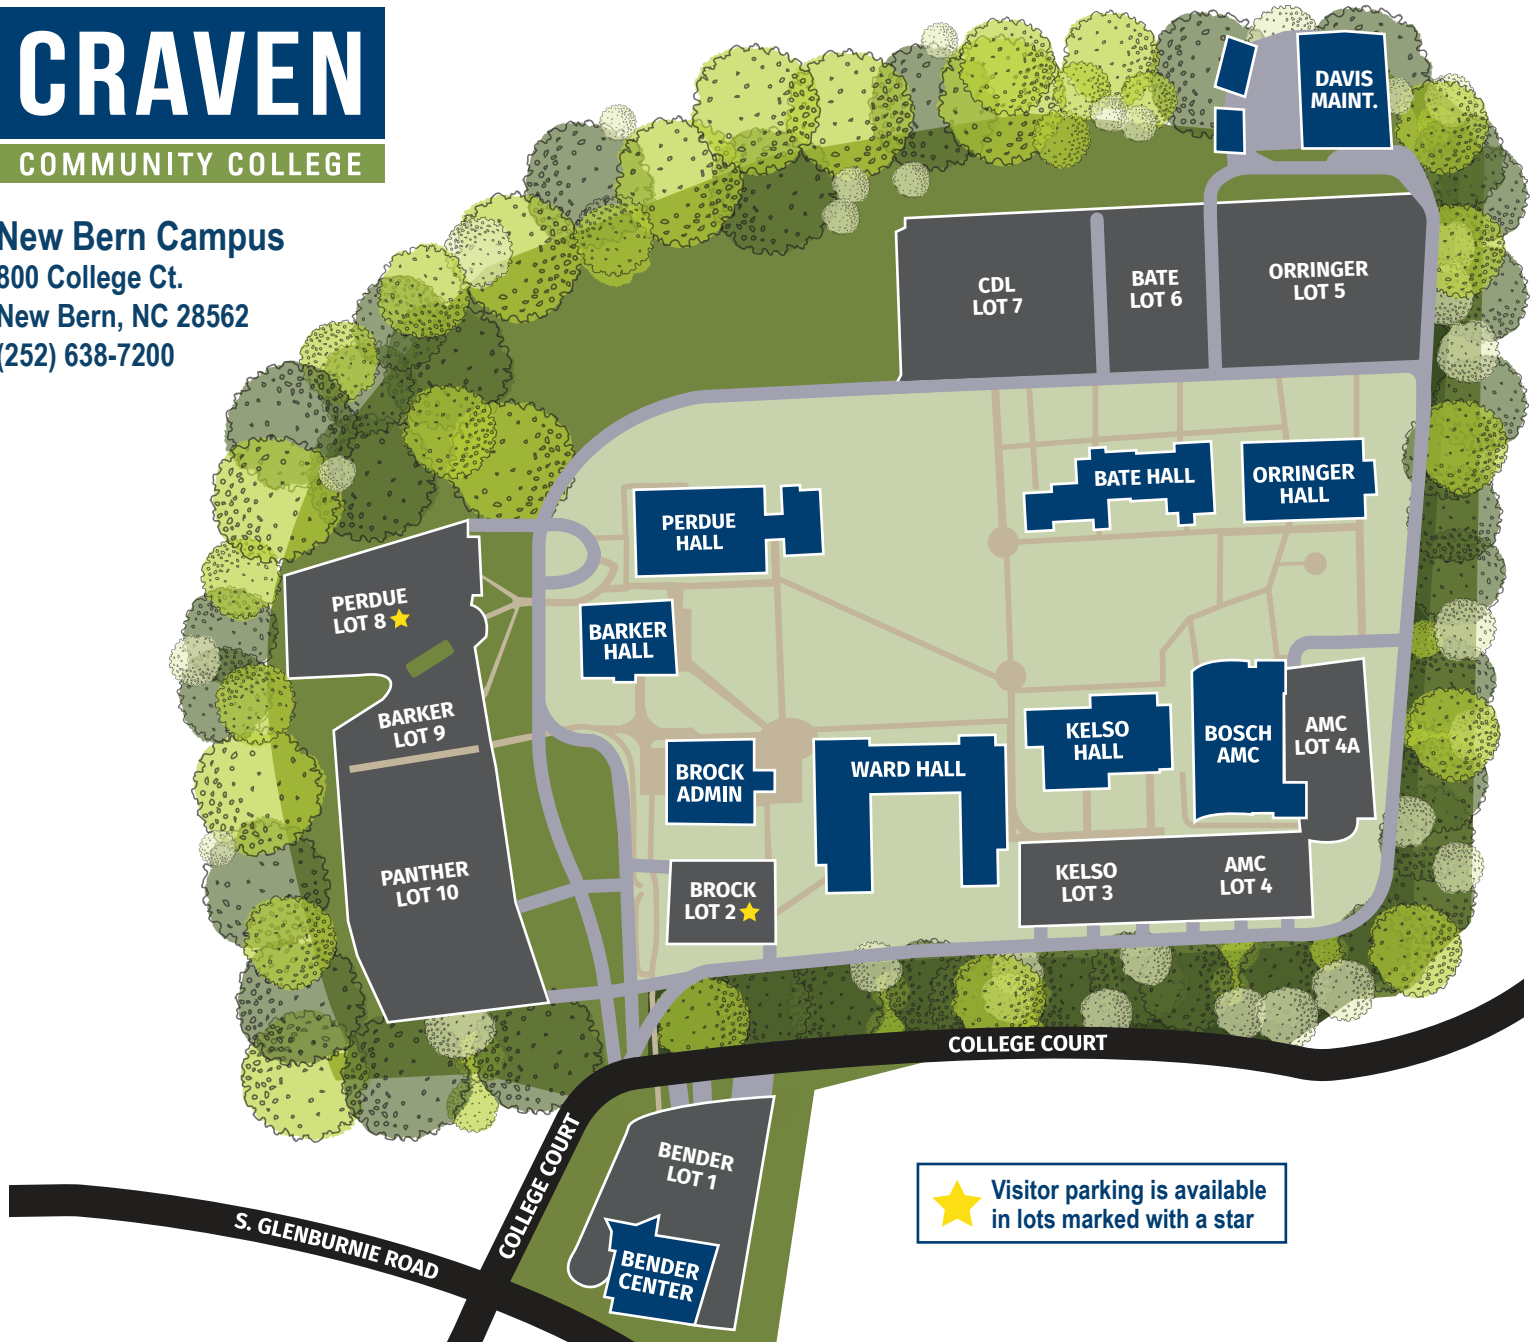 CRAVEN
COMMUNITY COLLEGE
New Bern Campus
800 College Ct.
New Bern, NC 28562
(252) 638-7200
DAVIS
MAINT.
CDL
LOT 7
BATE
LOT 6
ORRINGER
LOT 5
BATE HALL
ORRINGER
HALL
PERDUE
HALL
PERDUE
LOT 8
BARKER
HALL
BARKER
LOT 9
BROCK
ADMIN
WARD HALL
KELSO
HALL
BOSCH
AMC
AMC
LOT 4A
PANTHER
LOT 10
BROCK
LOT 2
KELSO
LOT 3
AMC
LOT 4
COLLEGE COURT
COLLEGE COURT
BENDER
LOT 1
S. GLENBURNIE ROAD
BENDER
CENTER
Visitor parking is available
in lots marked with a star